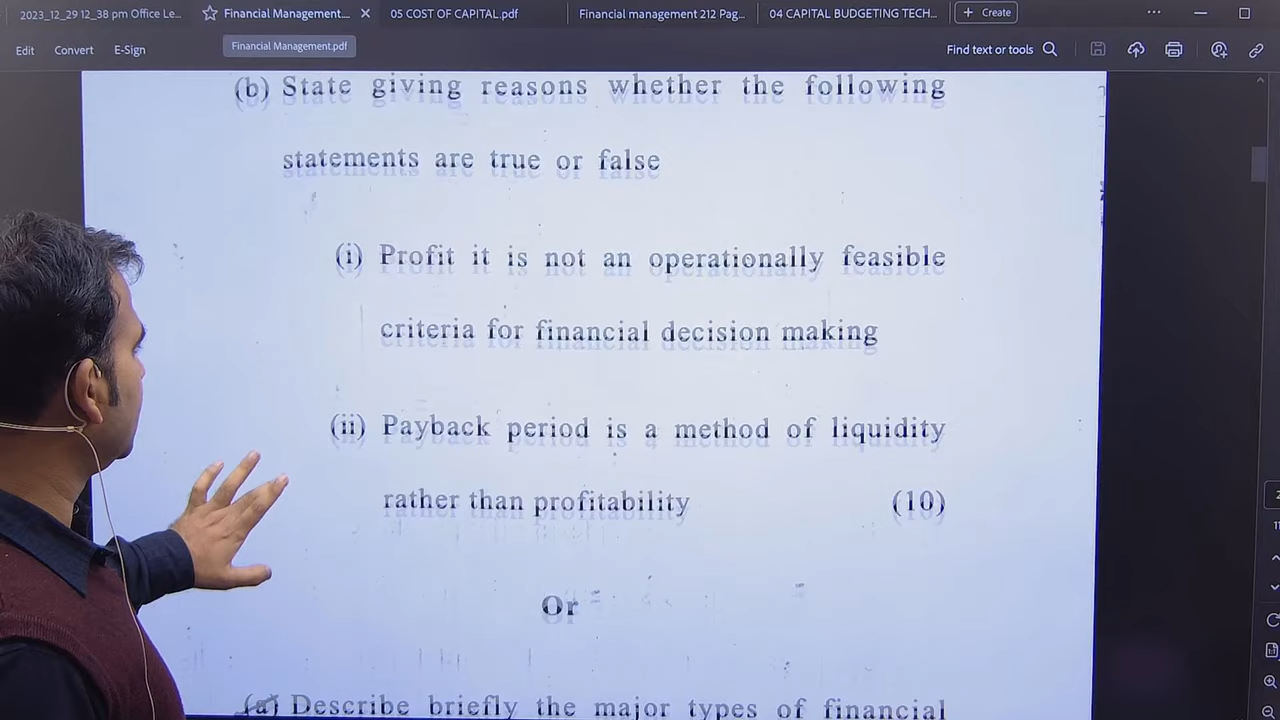 2023_12_29 12_38 pm Office Le...
Financial Management....
05 COST OF CAPITAL.pdf
Financial management 212 Pag...
04 CAPITAL BUDGETING TECH...
+ Create
Edit
Convert
E-Sign
Financial Management.pdf
Find text or tools
(b) State giving reasons whether the following
statements are true or false
(i) Profit it is not an operationally feasible
criteria for financial decision making
(ii) Payback period is a method of liquidity
rather than profitability (10)
Or
(a) Describe briefly the major types of financial